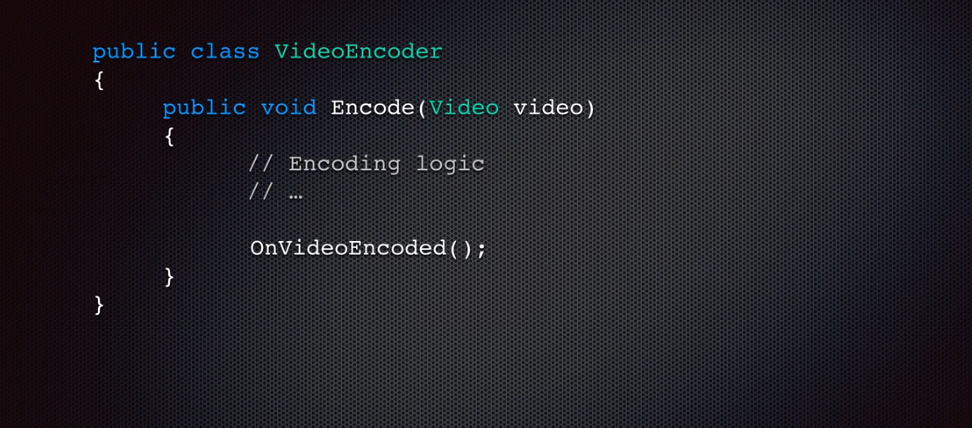 public class VideoEncoder
{
public void Encode(Video video)
{
// Encoding logic
// …
OnVideoEncoded();
}
}